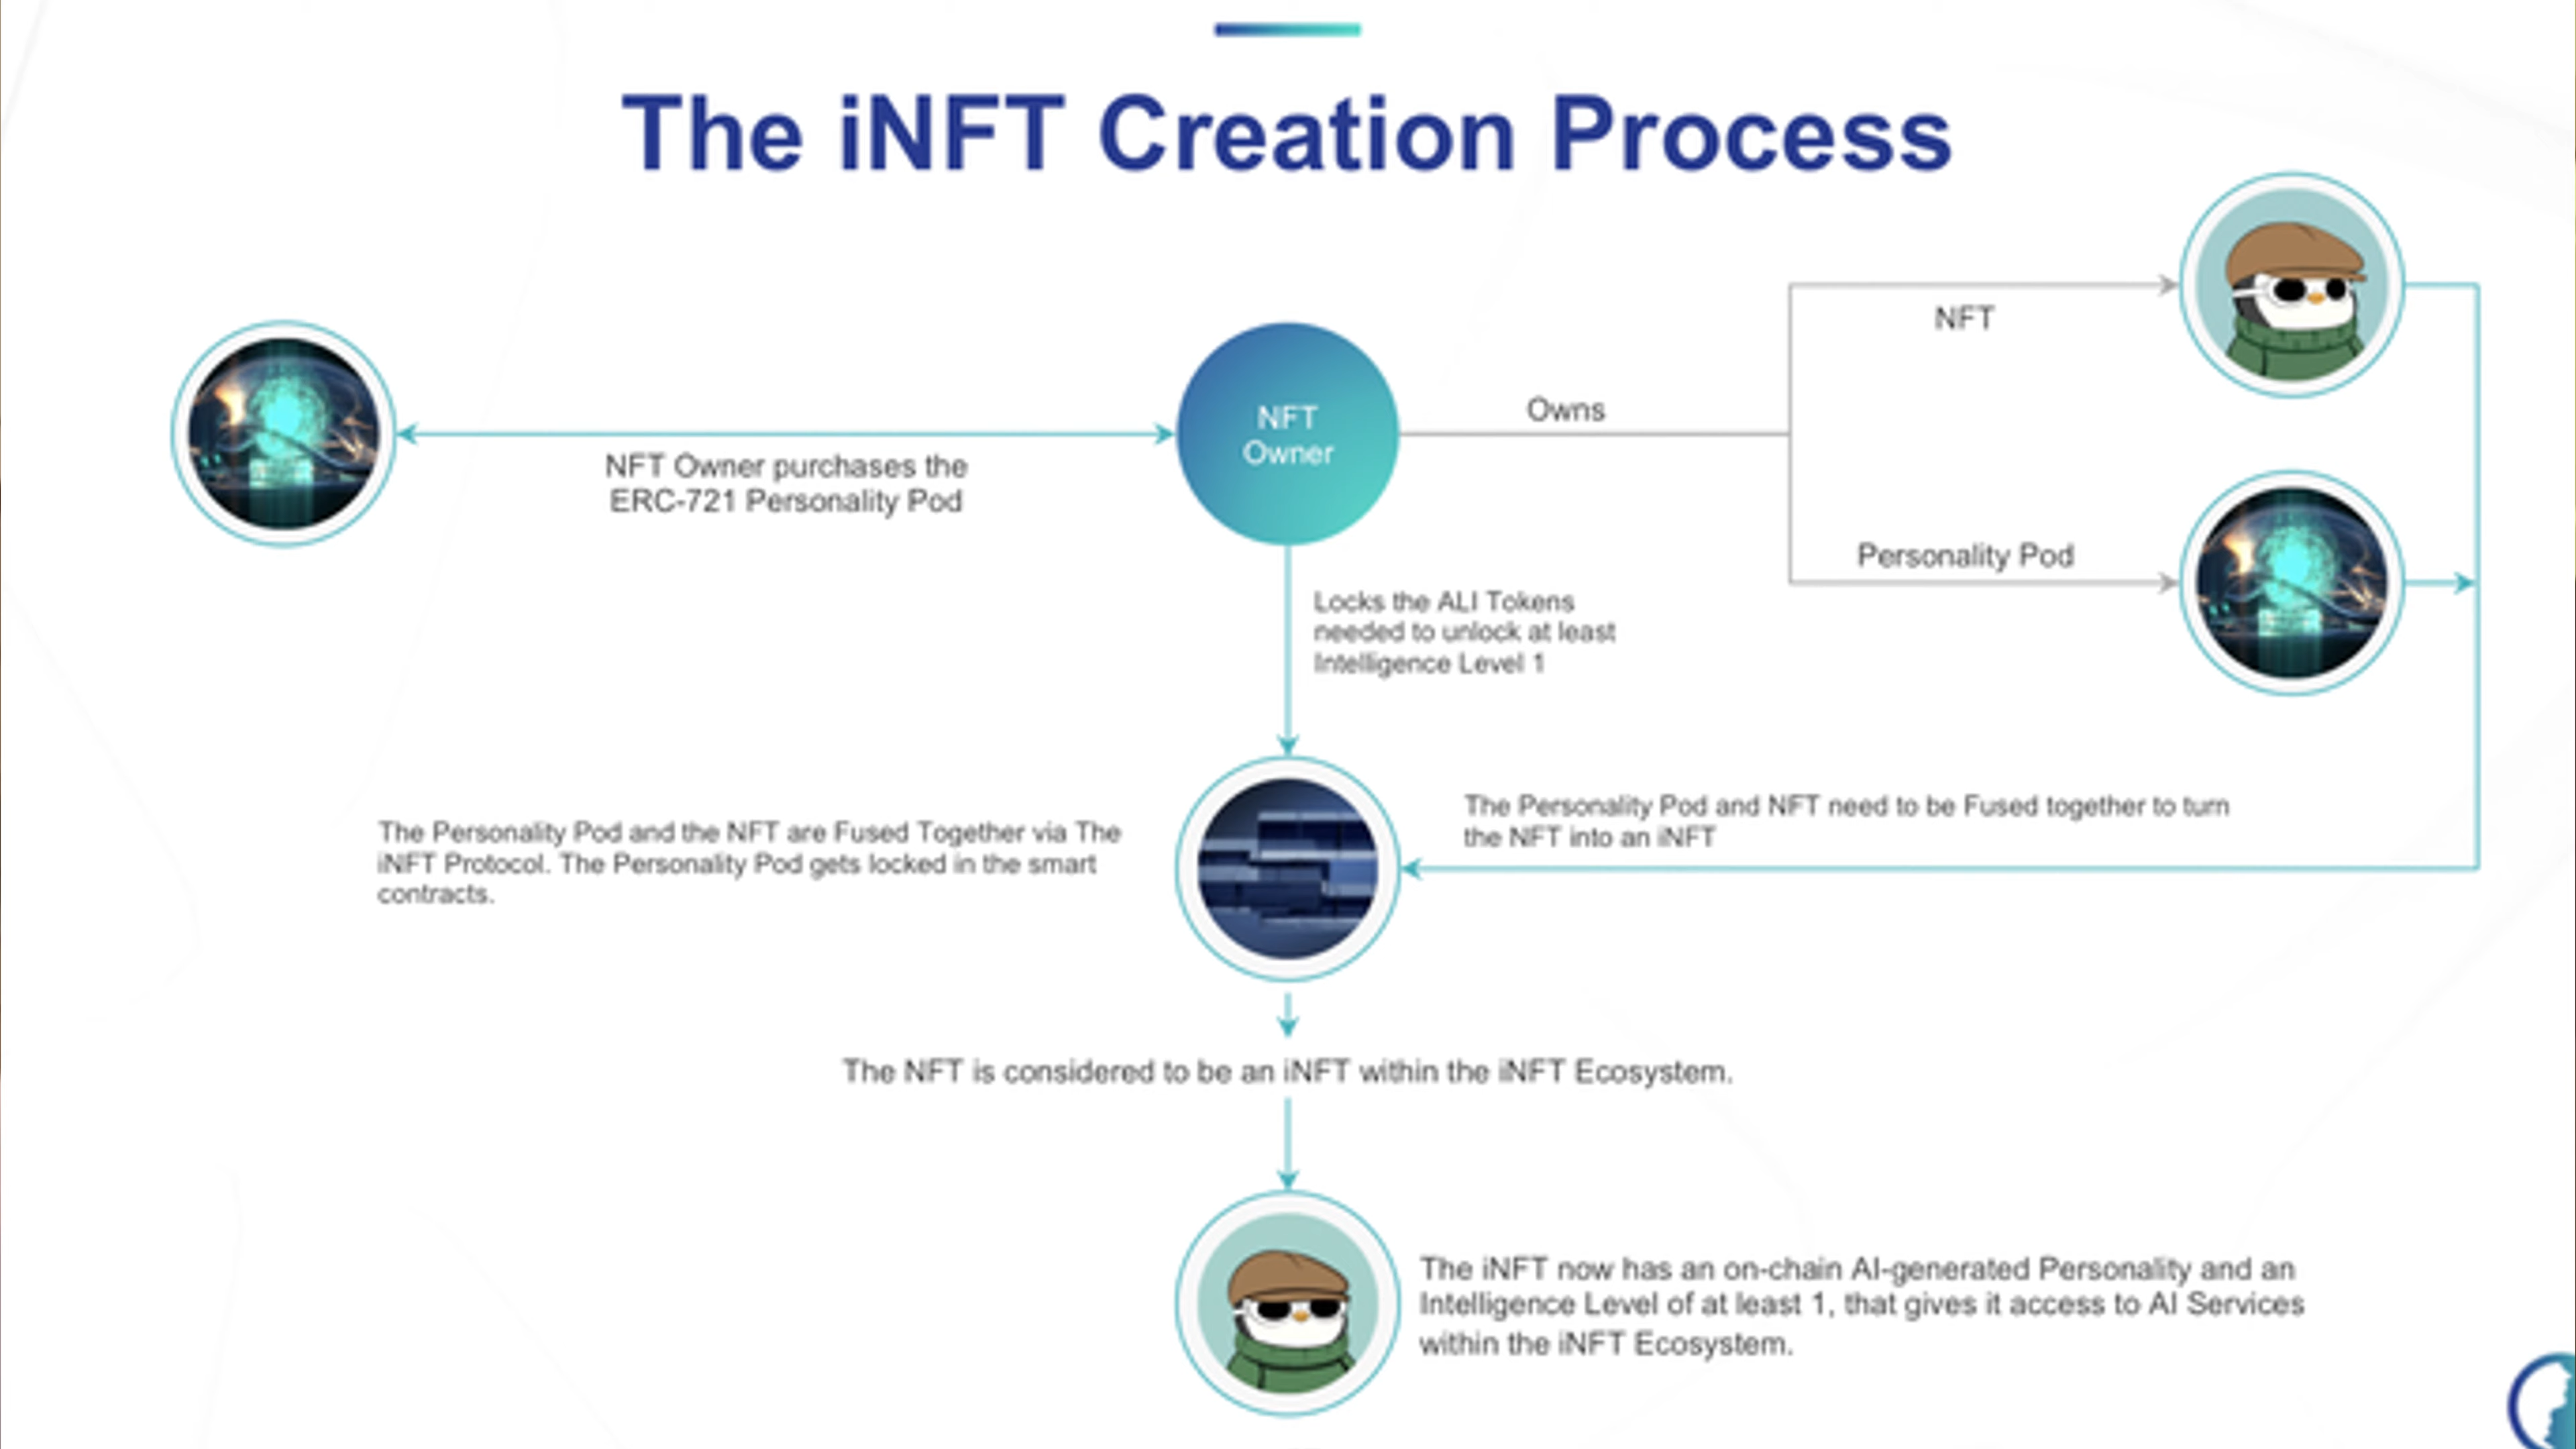 The iNFT Creation Process
NFT
NFT
Owner
Owns
NFT Owner purchases the
ERC-721 Personality Pod
Personality Pod
Locks the ALI Tokens
needed to unlock at least
Intelligence Level 1
The Personality Pod and the NFT are Fused Together via The
iNFT Protocol. The Personality Pod gets locked in the smart
contracts.
The Personality Pod and NFT need to be Fused together to turn
the NFT into an iNFT
The NFT is considered to be an iNFT within the iNFT Ecosystem.
The iNFT now has an on-chain AI-generated Personality and an
Intelligence Level of at least 1, that gives it access to AI Services
within the iNFT Ecosystem.